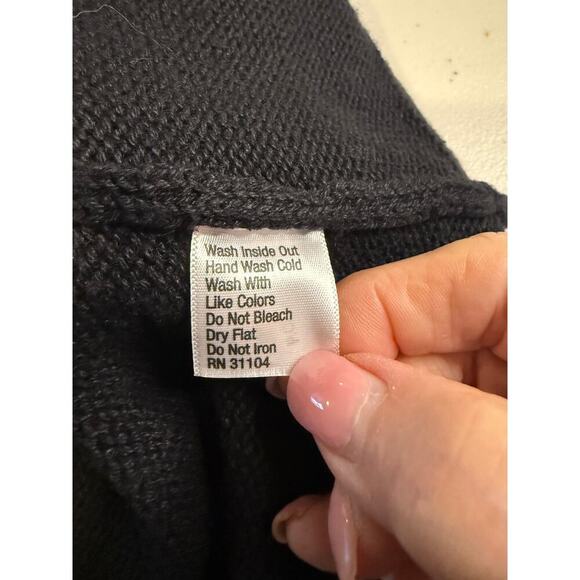 Wash Inside Out
Hand Wash Cold
Wash With
Like Colors
Do Not Bleach
Dry Flat
Do Not Iron
RN 31104